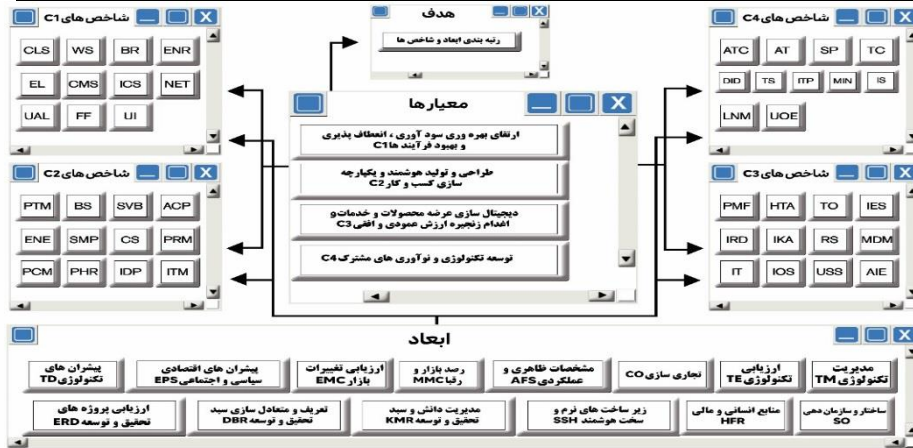 هدف
رتبه بندی ابعاد و شاخص ها
شاخص های C1
CLS WS BR ENR
EL CMS ICS NET
UAL FF UI
شاخص های C4
ATC AT SP TC
DID TS ITP MIN IS
LNM UOE
معیارها
ارتقای بهره وری سود آوری ، انعطاف پذیری
و بهبود فرآیند ها C1
طراحی و تولید هوشمند و یکپارچه
سازی کسب و کار C2
دیجیتال سازی عرضه محصولات و خدمات و
اغدام زنجیره ارزش عمودی و افقی C3
توسعه تکنولوژی و نوآوری های مشترک C4
شاخص های C2
PTM BS SVB ACP
ENE SMP CS PRM
PCM PHR IDP ITM
شاخص های C3
PMF HTA TO IES
IRD IKA RS MDM
IT IOS USS AIE
ابعاد
مدیریت
تکنولوژی TM
ارزیابی
تکنولوژی TE
تجاری سازی CO
مشخصات ظاهری و
عملکردی AFS
رصد بازار و
رقبا MMC
ارزیابی تغییرات
بازار EMC
پیشران های اقتصادی
سیاسی و اجتماعی EPS
پیشران های
تکنولوژی TD
ساختار و سازمان دهی
SO
منابع انسانی و مالی
HFR
زیر ساخت های نرم و
سخت هوشمند SSH
مدیریت دانش و سبد
تحقیق و توسعه KMR
تعریف و متعادل سازی سبد
تحقیق و توسعه DBR
ارزیابی پروژه های
تحقیق و توسعه ERD